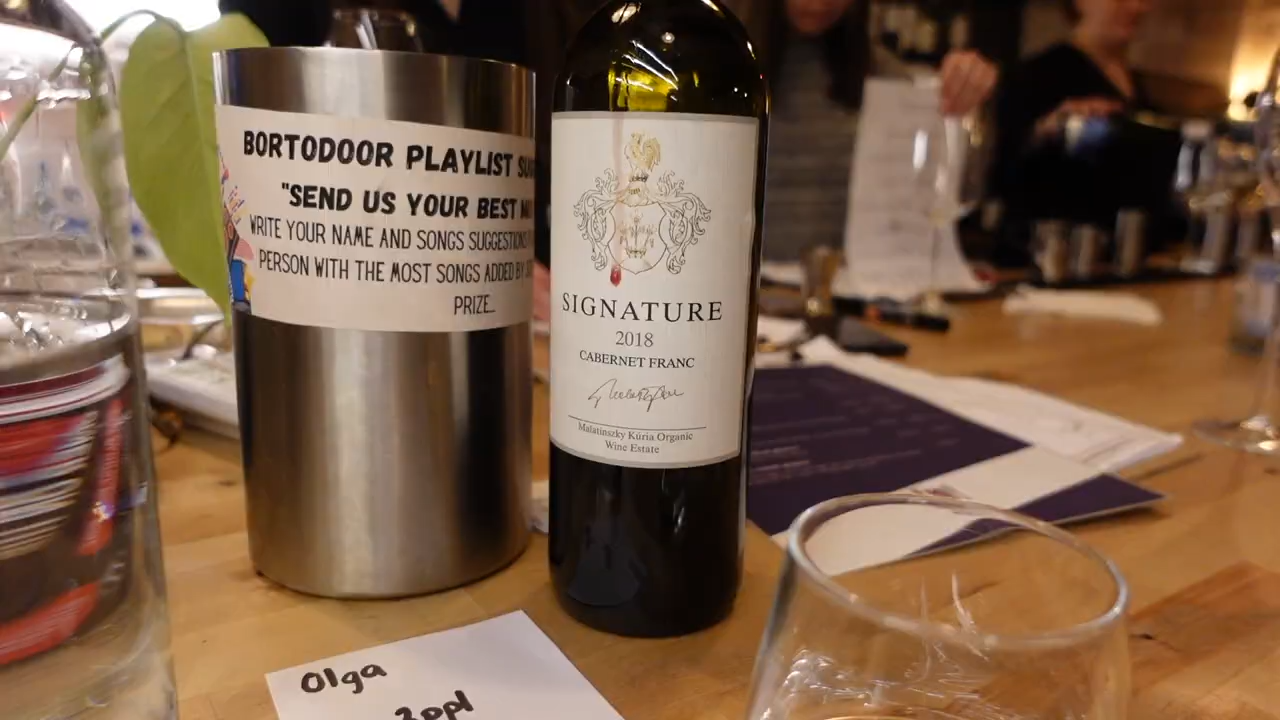 BORTODOOR PLAYLIST
"SEND US YOUR BEST
WRITE YOUR NAME AND SONGS SUGGESTIONS
PERSON WITH THE MOST SONGS ADDED BY
PRIZE...
SIGNATURE
2018
CABERNET FRANC
Malatinszky Kúria Organic
Wine Estate
Olga
2ppl